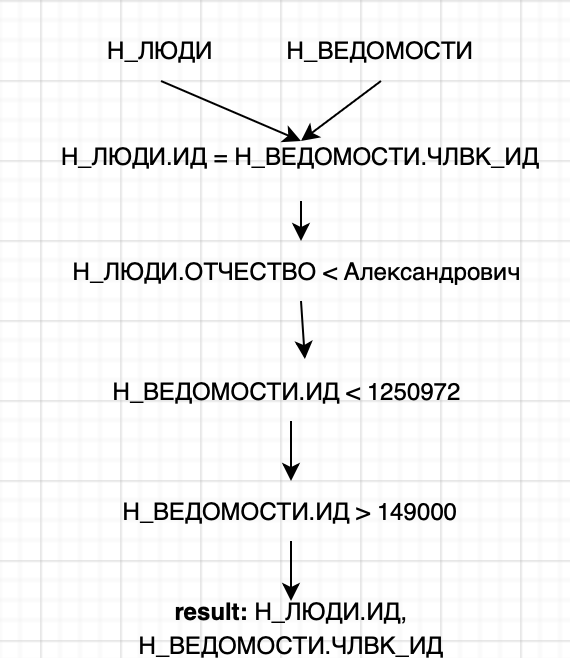 Н_ЛЮДИ Н_ВЕДОМОСТИ
Н_ЛЮДИ.ИД = Н_ВЕДОМОСТИ.ЧЛВК_ИД
Н_ЛЮДИ.ОТЧЕСТВО < Александрович
Н_ВЕДОМОСТИ.ИД < 1250972
Н_ВЕДОМОСТИ.ИД > 149000
result: Н_ЛЮДИ.ИД,
Н_ВЕДОМОСТИ.ЧЛВК_ИД